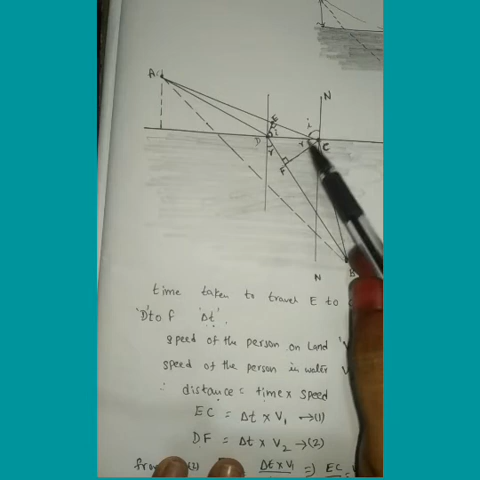 A
N
E
i
i
D
r
r
C
F
N
B
time taken to travel E to
'D' to F 'Δt'.
speed of the person on Land 'V
speed of the person in water V
∴ distance = time x speed
EC = Δt x V₁ →(1)
DF = Δt x V₂ →(2)
Δt x V₁ ⇒ EC